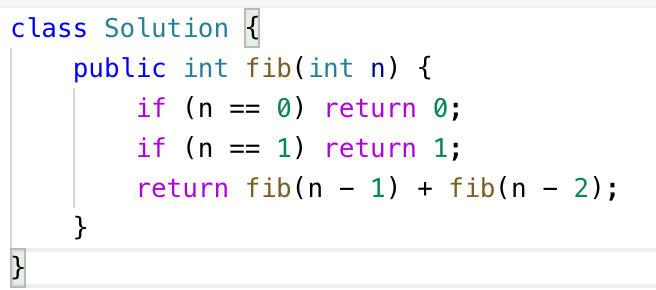 class Solution {
    public int fib(int n) {
        if (n == 0) return 0;
        if (n == 1) return 1;
        return fib(n - 1) + fib(n - 2);
    }
}